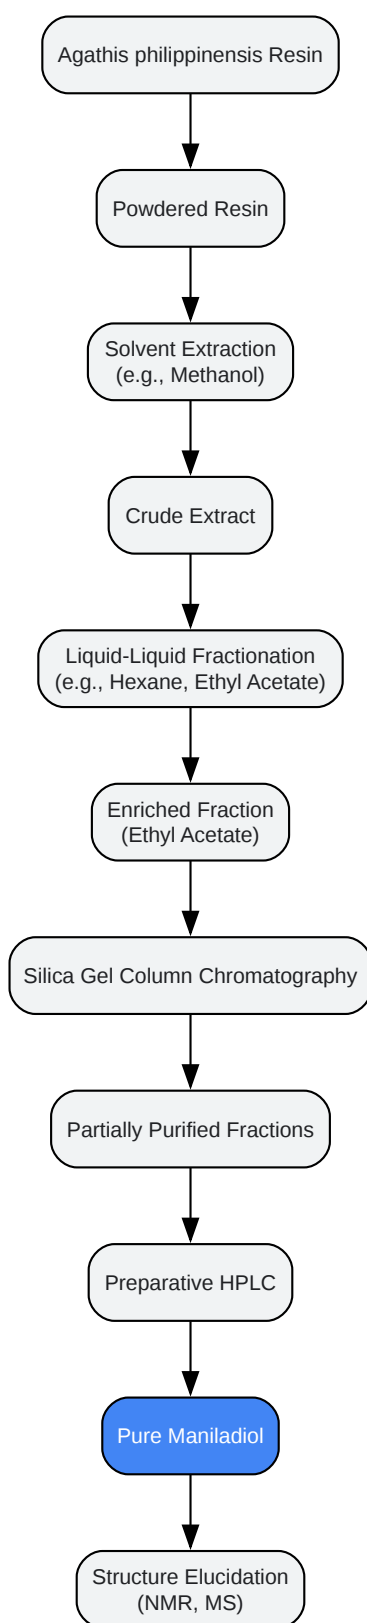 Agathis philippinensis Resin
Powdered Resin
Solvent Extraction
(e.g., Methanol)
Crude Extract
Liquid-Liquid Fractionation
(e.g., Hexane, Ethyl Acetate)
Enriched Fraction
(Ethyl Acetate)
Silica Gel Column Chromatography
Partially Purified Fractions
Preparative HPLC
Pure Maniladiol
Structure Elucidation
(NMR, MS)